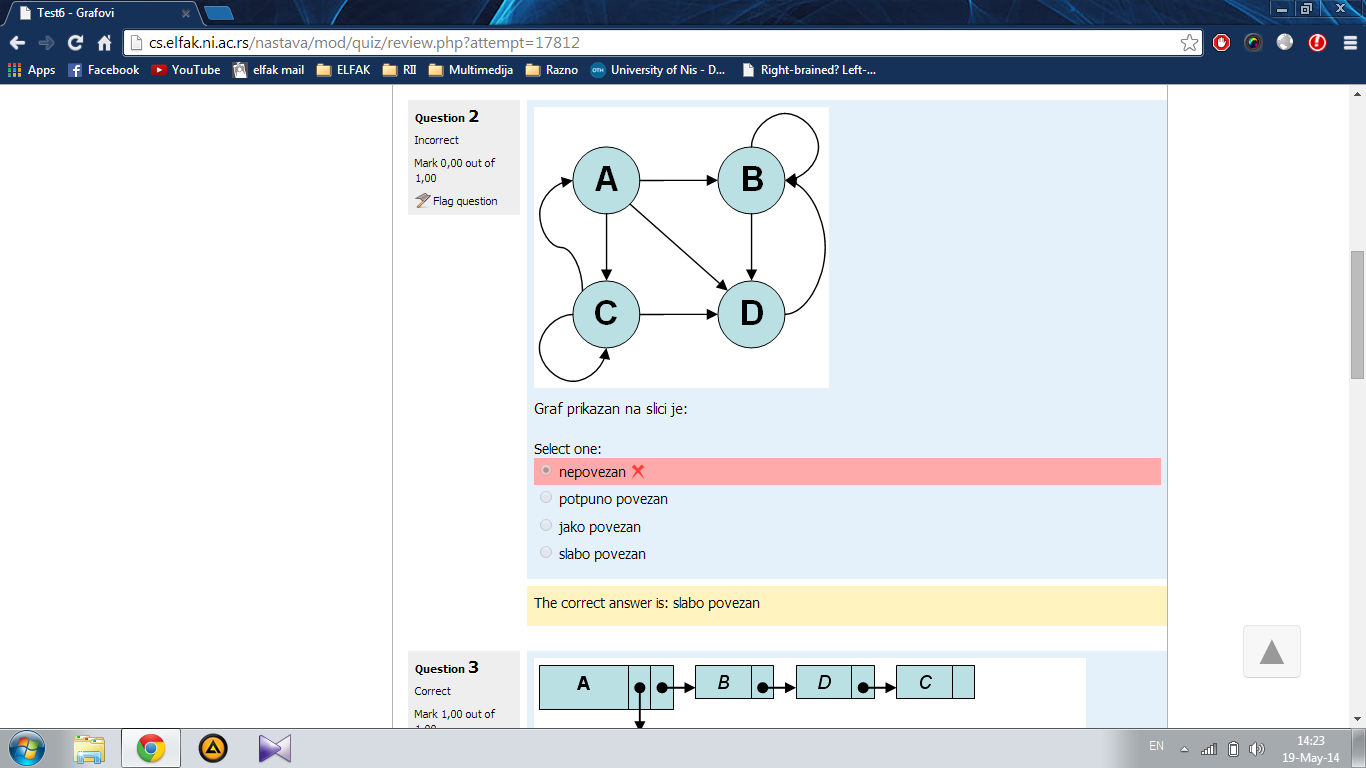 Test6 - Grafovi
cs.elfak.ni.ac.rs/nastava/mod/quiz/review.php?attempt=17812
Apps Facebook YouTube elfak mail ELFAK RII Multimedija Razno OTH University of Nis - D... Right-brained? Left-...
Question 2
Incorrect
Mark 0,00 out of
1,00
Flag question
A B
C D
Graf prikazan na slici je:
Select one:
nepovezan
potpuno povezan
jako povezan
slabo povezan
The correct answer is: slabo povezan
Question 3
Correct
Mark 1,00 out of
1,00
A B D C
EN
14:23
19-May-14